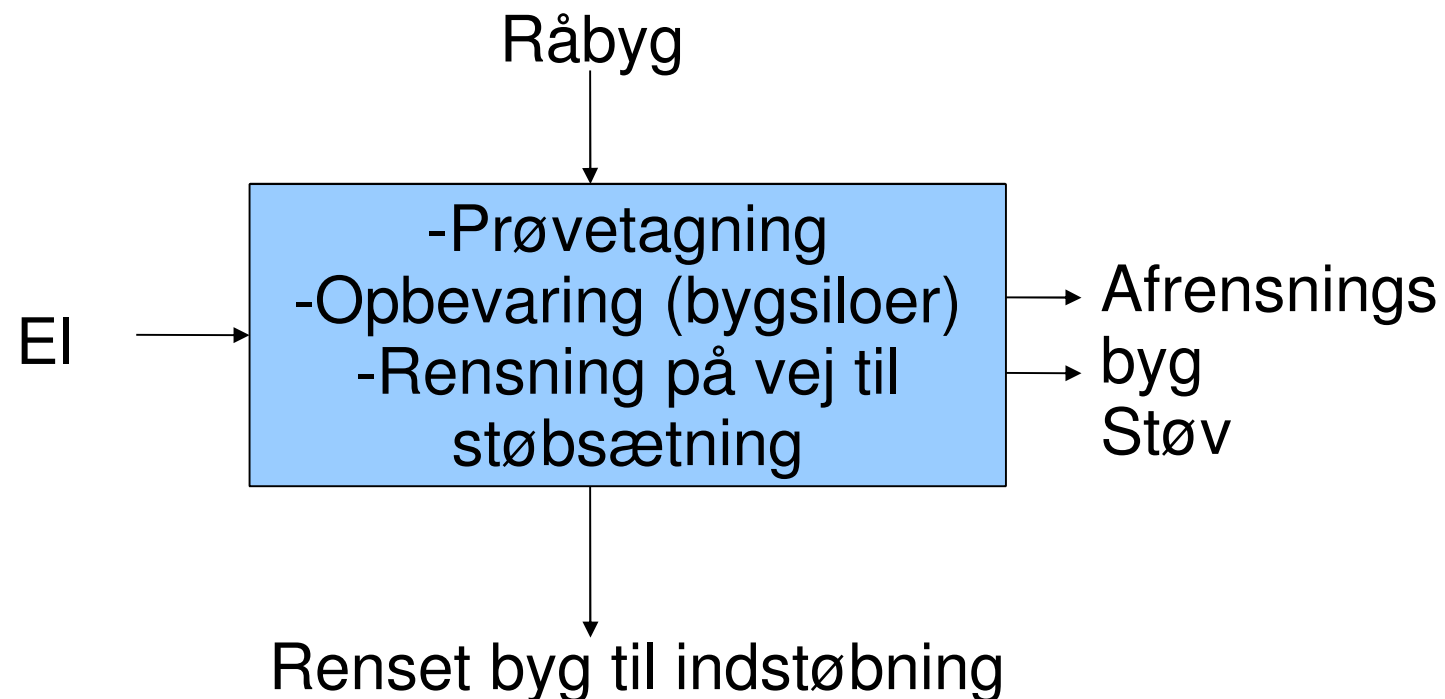 Råbyg
-Prøvetagning
-Opbevaring (bygsiloer)
-Rensning på vej til
støbsætning
El
Afrensnings
byg
Støv
Renset byg til indstøbning